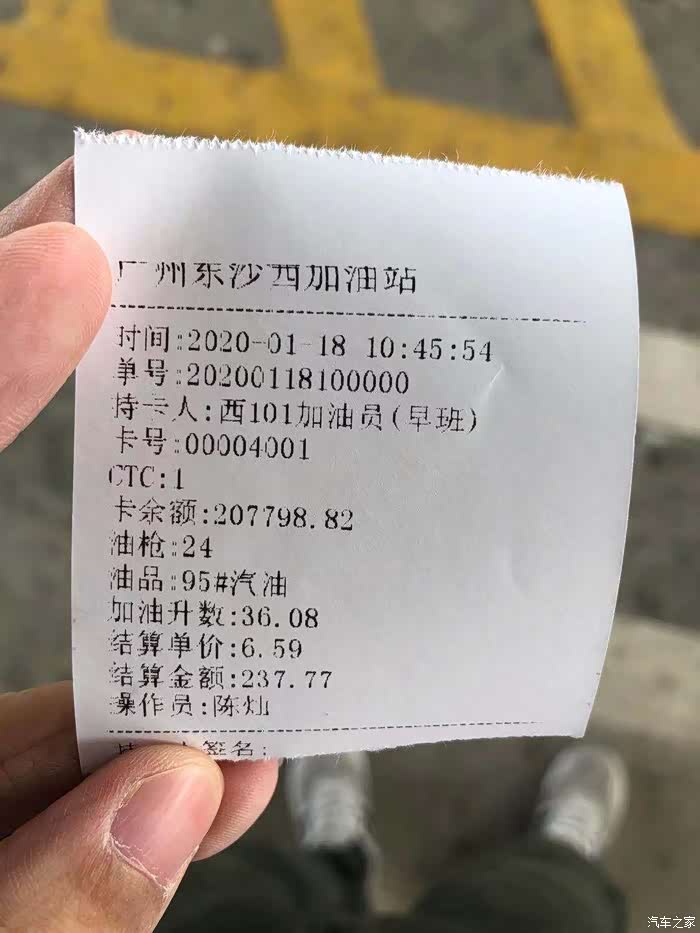 广州东沙西加油站
时间:2020-01-18 10:45:54
单号:20200118100000
持卡人:西101加油员(早班)
卡号:00004001
CTC:1
卡余额:207798.82
油枪:24
油品:95#汽油
加油升数:36.08
结算单价:6.59
结算金额:237.77
操作员:陈灿
签名:
汽车之家